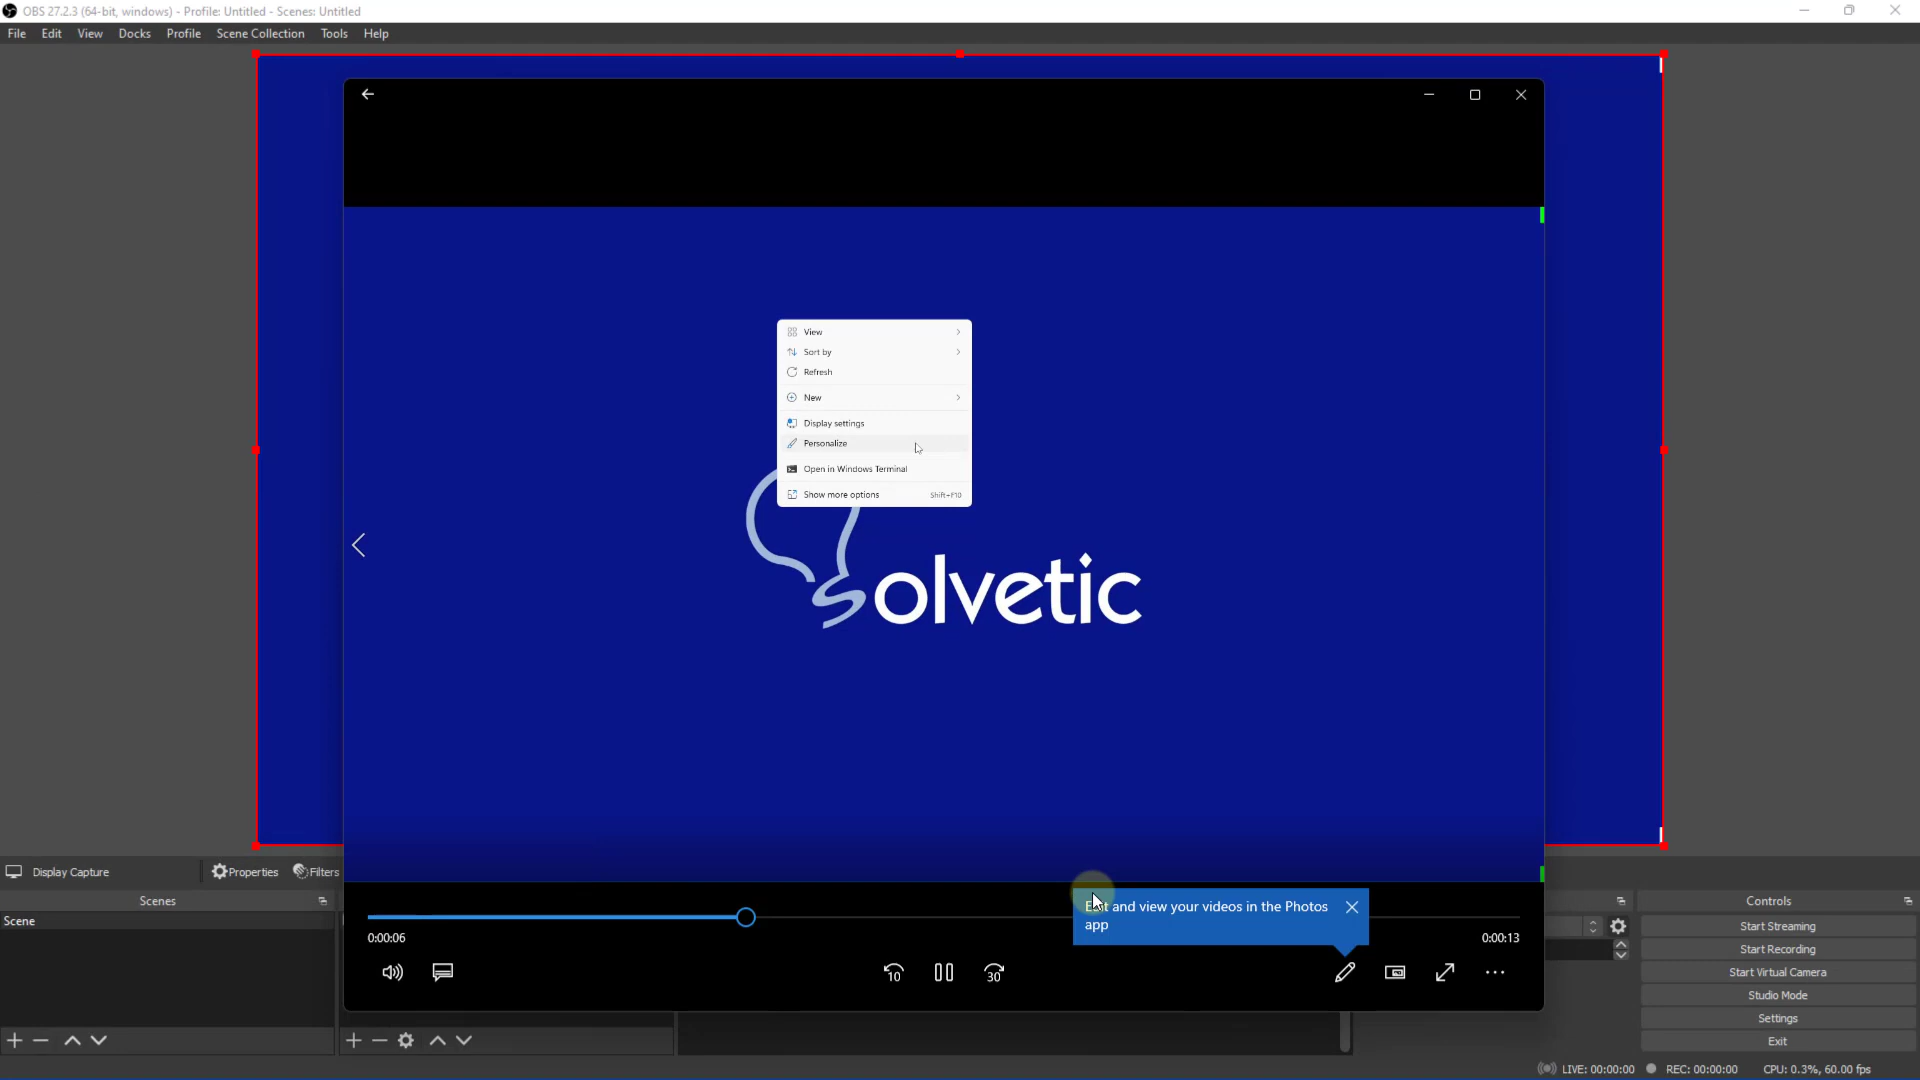 OBS 27.2.3 (64-bit, windows) - Profile: Untitled - Scenes: Untitled
File Edit View Docks Profile Scene Collection Tools Help
View
Sort by
Refresh
New
Display settings
Personalize
Open in Windows Terminal
Show more options Shift+F10
olvetic
Display Capture Properties Filters
Scenes
Scene
and view your videos in the Photos
app
0:00:06
0:00:13
10
30
Controls
Start Streaming
Start Recording
Start Virtual Camera
Studio Mode
Settings
Exit
LIVE: 00:00:00 REC: 00:00:00 CPU: 0.3%, 60.00 fps